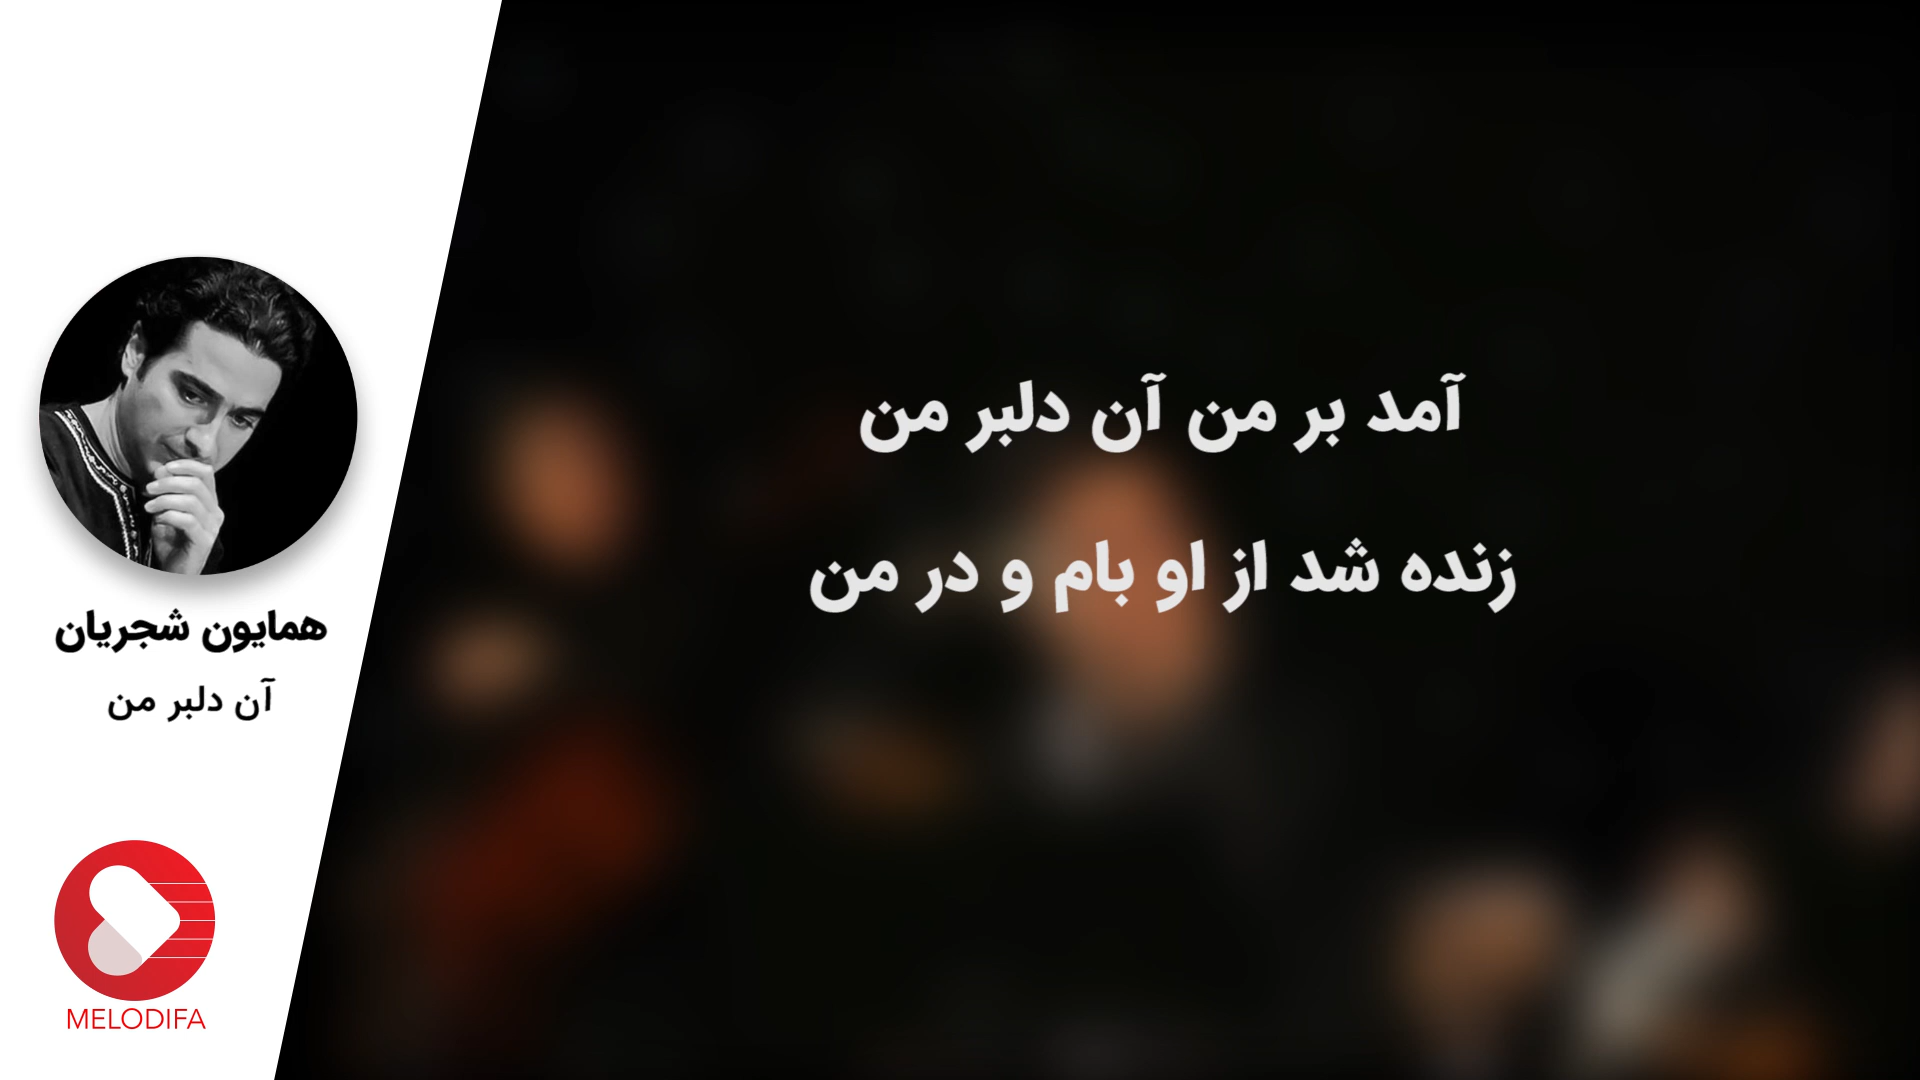 آمد بر من آن دلبر من
زنده شد از او بام و در من
همایون شجریان
آن دلبر من
MELODIFA